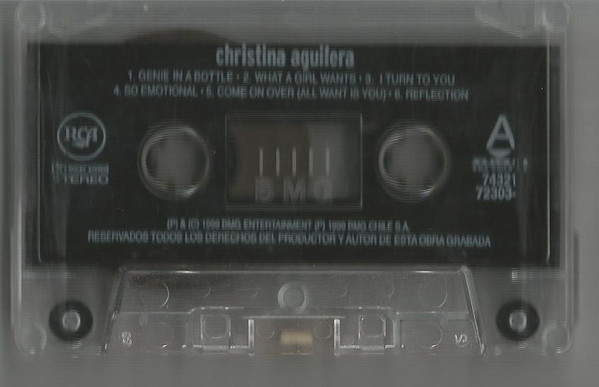 christina aguilera
1. GENIE IN A BOTTLE · 2. WHAT A GIRL WANTS · 3. I TURN TO YOU
4. SO EMOTIONAL · 5. COME ON OVER (ALL WANT IS YOU) · 6. REFLECTION
RCA
STEREO
A
74321
72303-
BMG
(P) & (C) 1999 BMG ENTERTAINMENT (P) 1999 BMG CHILE S.A.
RESERVADOS TODOS LOS DERECHOS DEL PRODUCTOR Y AUTOR DE ESTA OBRA GRABADA